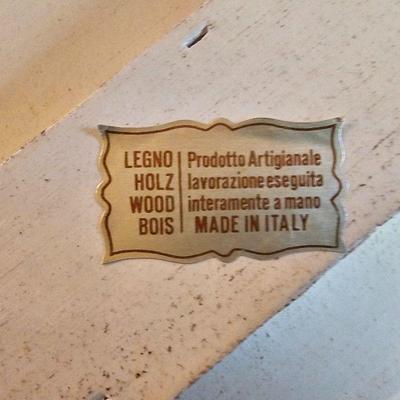 LEGNO Prodotto Artigianale
HOLZ lavorazione eseguita
WOOD interamente a mano
BOIS MADE IN ITALY